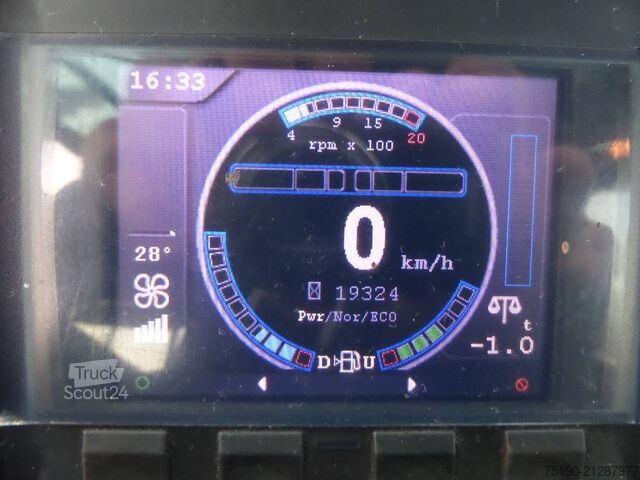 16:33
4 9 15 20
rpm x 100
0 km/h
28°
19324
Pwr/Nor/ECO
t
-1.0
D U
Truck
Scout24
75190-21287977